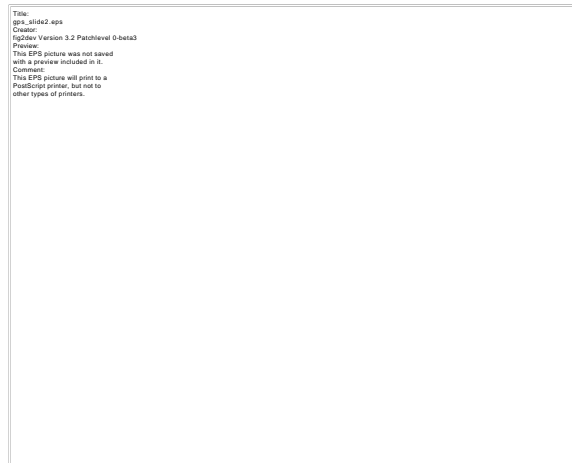 Title:
gps_slide2.eps
Creator:
fig2dev Version 3.2 Patchlevel 0-beta3
Preview:
This EPS picture was not saved
with a preview included in it.
Comment:
This EPS picture will print to a
PostScript printer, but not to
other types of printers.